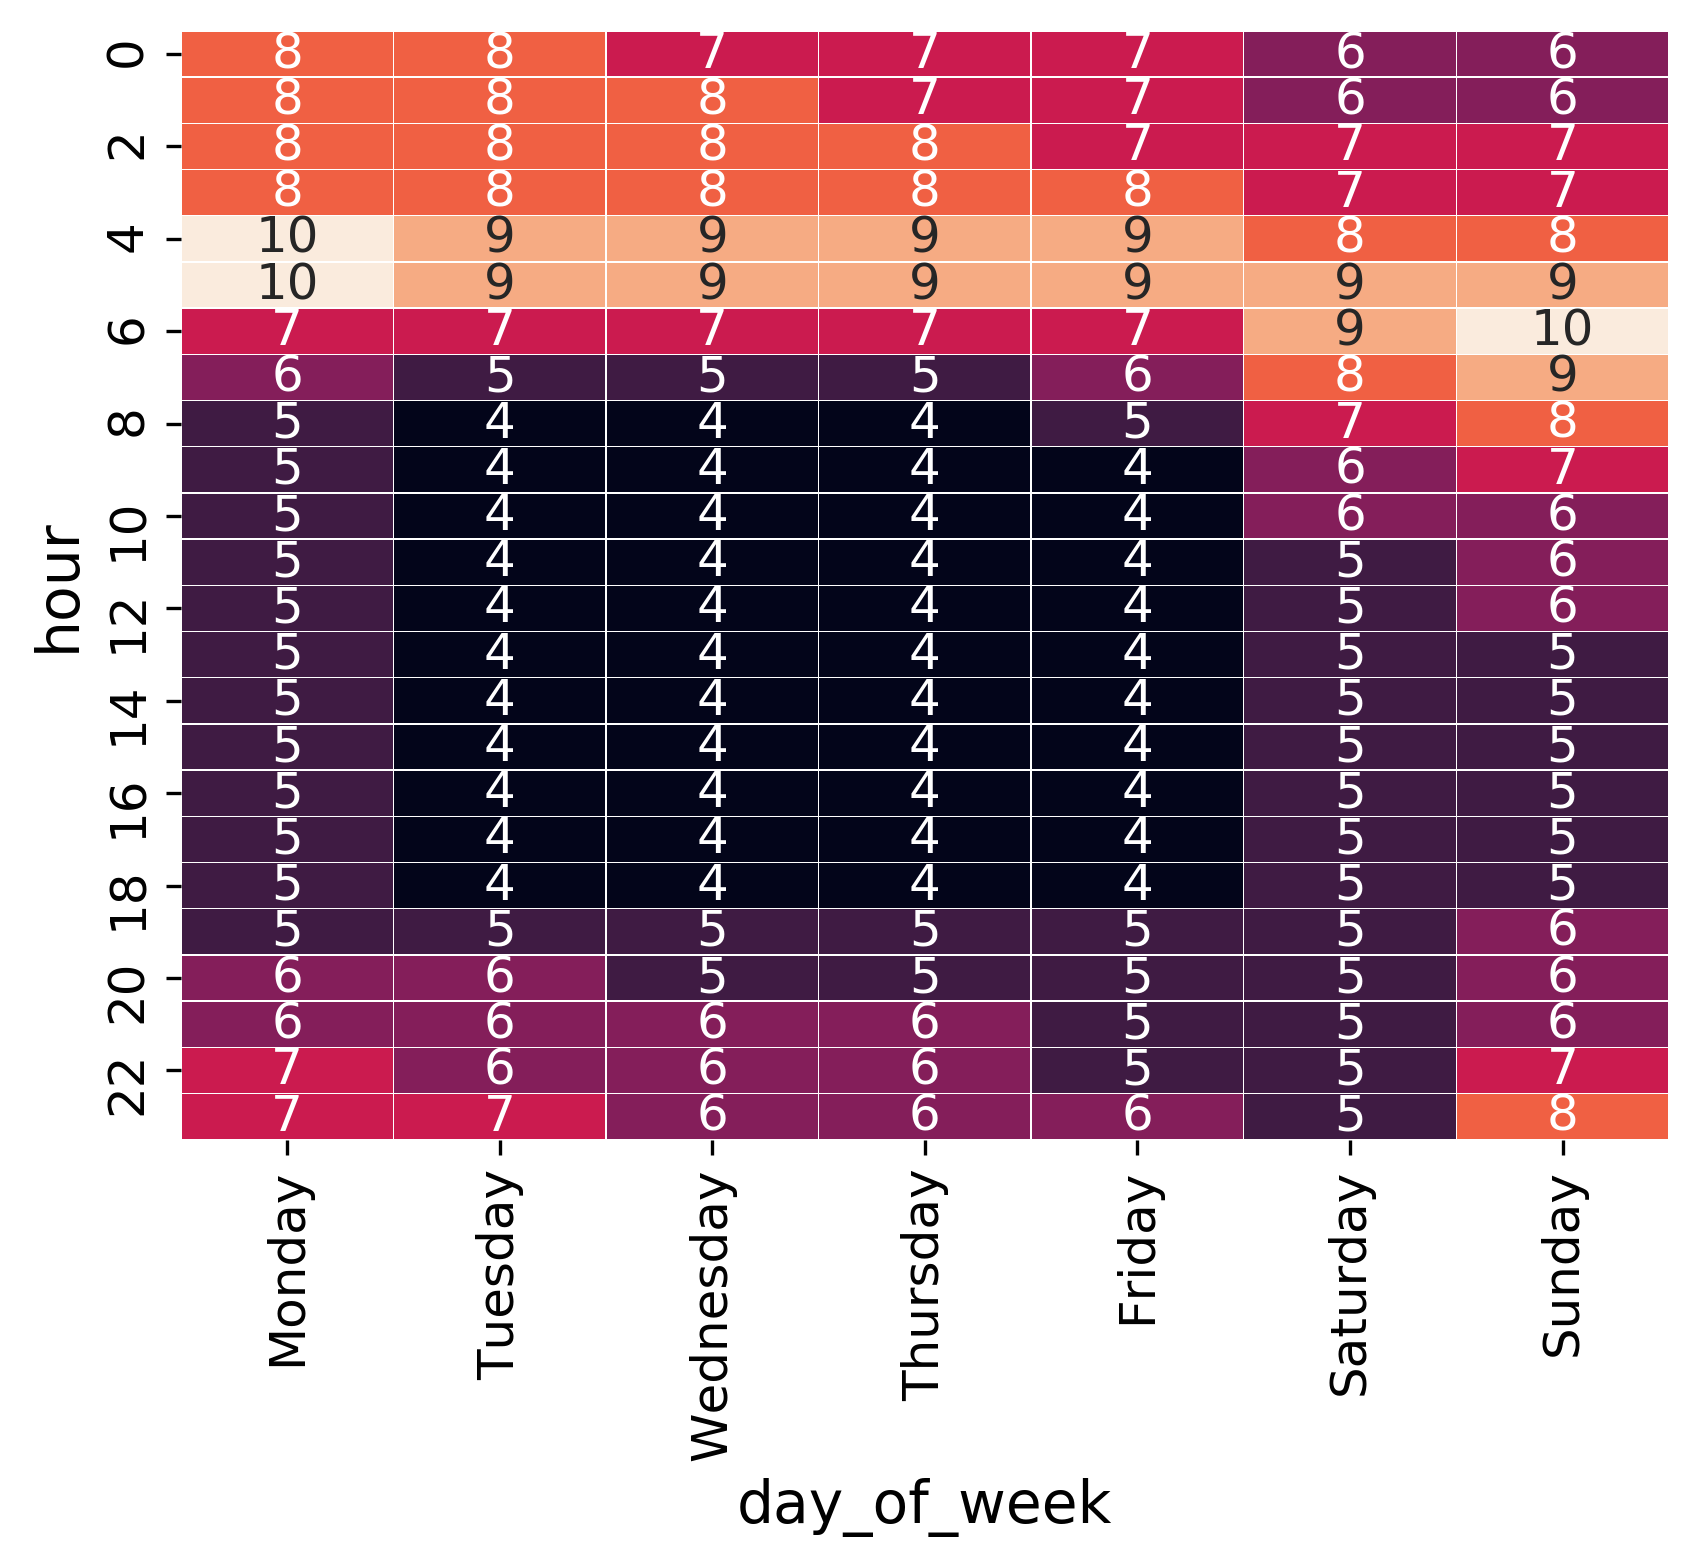 0 8 8 7 7 7 6 6
8 8 8 7 7 6 6
2 8 8 8 8 7 7 7
8 8 8 8 8 7 7
4 10 9 9 9 9 8 8
10 9 9 9 9 9 9
6 7 7 7 7 7 9 10
6 5 5 5 6 8 9
8 5 4 4 4 5 7 8
5 4 4 4 4 6 7
10 5 4 4 4 4 6 6
5 4 4 4 4 5 6
12 5 4 4 4 4 5 6
5 4 4 4 4 5 5
14 5 4 4 4 4 5 5
5 4 4 4 4 5 5
16 5 4 4 4 4 5 5
5 4 4 4 4 5 5
18 5 4 4 4 4 5 5
5 5 5 5 5 5 6
20 6 6 5 5 5 5 6
6 6 6 6 5 5 6
22 7 6 6 6 5 5 7
7 7 6 6 6 5 8
hour
Monday Tuesday Wednesday Thursday Friday Saturday Sunday
day_of_week